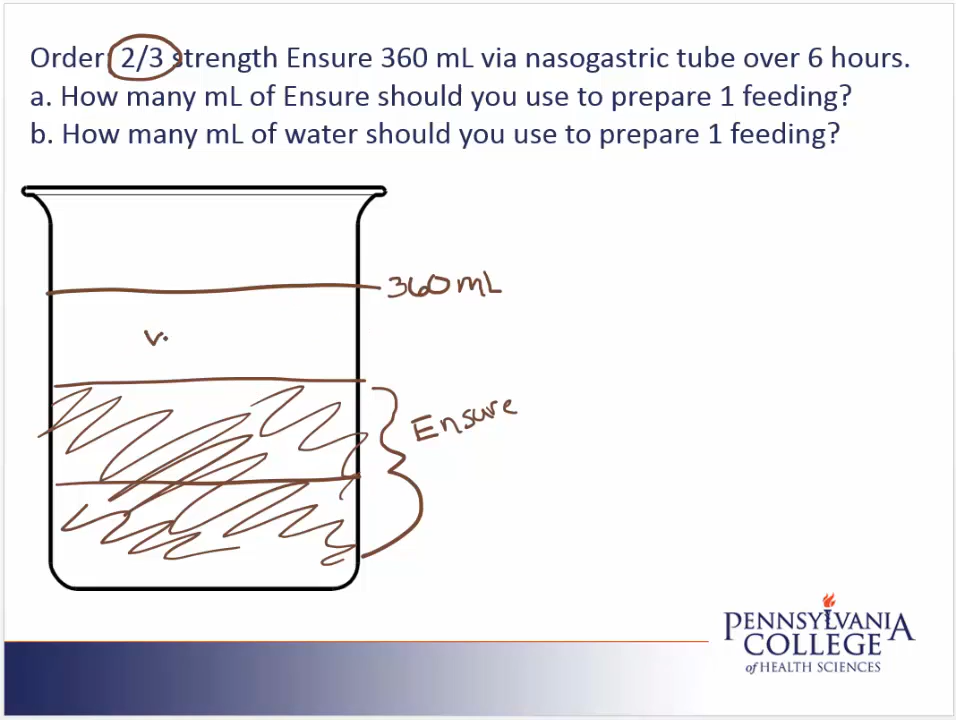 Order: 2/3 strength Ensure 360 mL via nasogastric tube over 6 hours.
a. How many mL of Ensure should you use to prepare 1 feeding?
b. How many mL of water should you use to prepare 1 feeding?
360 mL
Ensure
PENNSYLVANIA
COLLEGE
of HEALTH SCIENCES